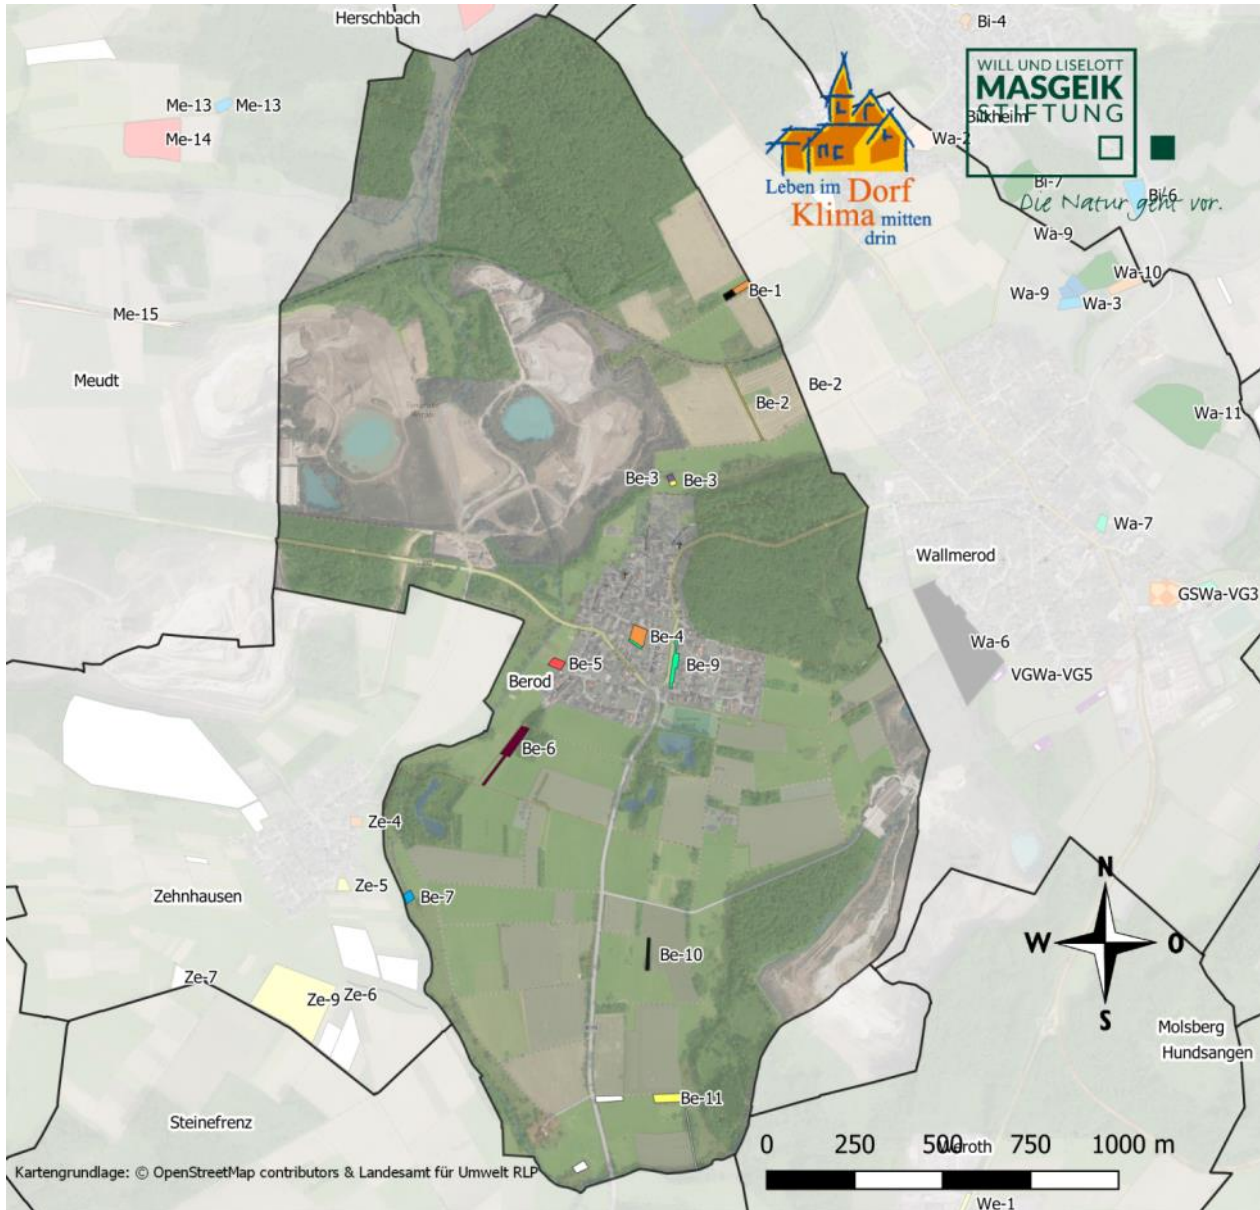 Herschbach
Bi-4
WILL UND LISELOTT
MASGEIK
STIFTUNG
Me-13
Me-13
Me-14
Bilkheim
Wa-2
Leben im Dorf
Klima mitten
drin
Bi-7
Bi-6
Die Natur geht vor.
Wa-9
Wa-10
Be-1
Wa-9
Wa-3
Me-15
Meudt
Be-2
Be-2
Wa-11
Be-3
Be-3
Wa-7
Wallmerod
GSWa-VG3
Be-4
Wa-6
Be-5
Be-9
Berod
VGWa-VG5
Be-6
Ze-4
Ze-5
Zehnhausen
Be-7
N
W
O
S
Be-10
Ze-7
Ze-9
Ze-6
Molsberg
Hundsangen
Be-11
Steinefrenz
0 250 500 750 1000 m
Weroth
Kartengrundlage: © OpenStreetMap contributors & Landesamt für Umwelt RLP
We-1